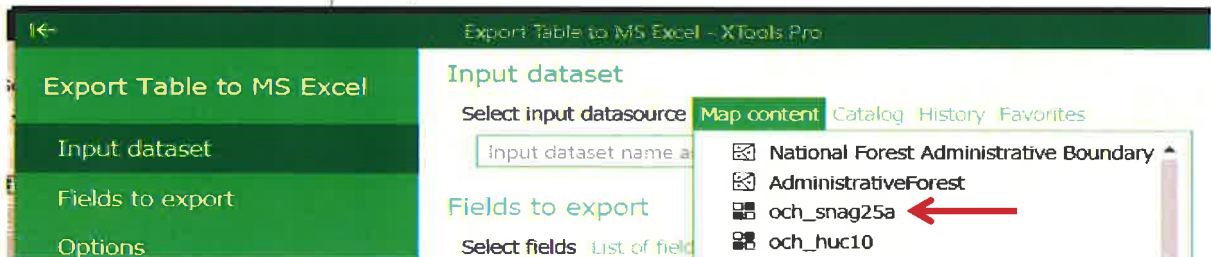 Export Table to MS Excel - XTools Pro
Export Table to MS Excel
Input dataset
Fields to export
Options
Input dataset
Select input datasource Map content Catalog History Favorites
Input dataset name a
National Forest Administrative Boundary
AdministrativeForest
och_snag25a
och_huc10
Fields to export
Select fields List of field